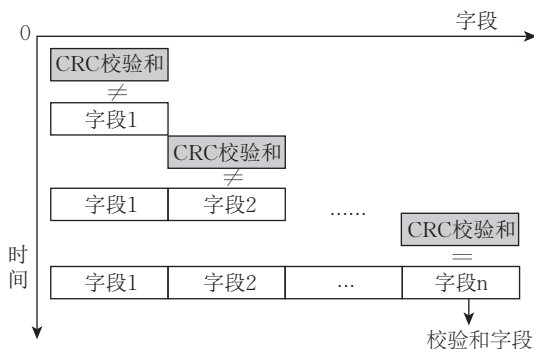 0 字段
CRC校验和
≠
字段1
CRC校验和
≠
字段1 字段2 ......
CRC校验和
=
时间
字段1 字段2 ... 字段n
校验和字段